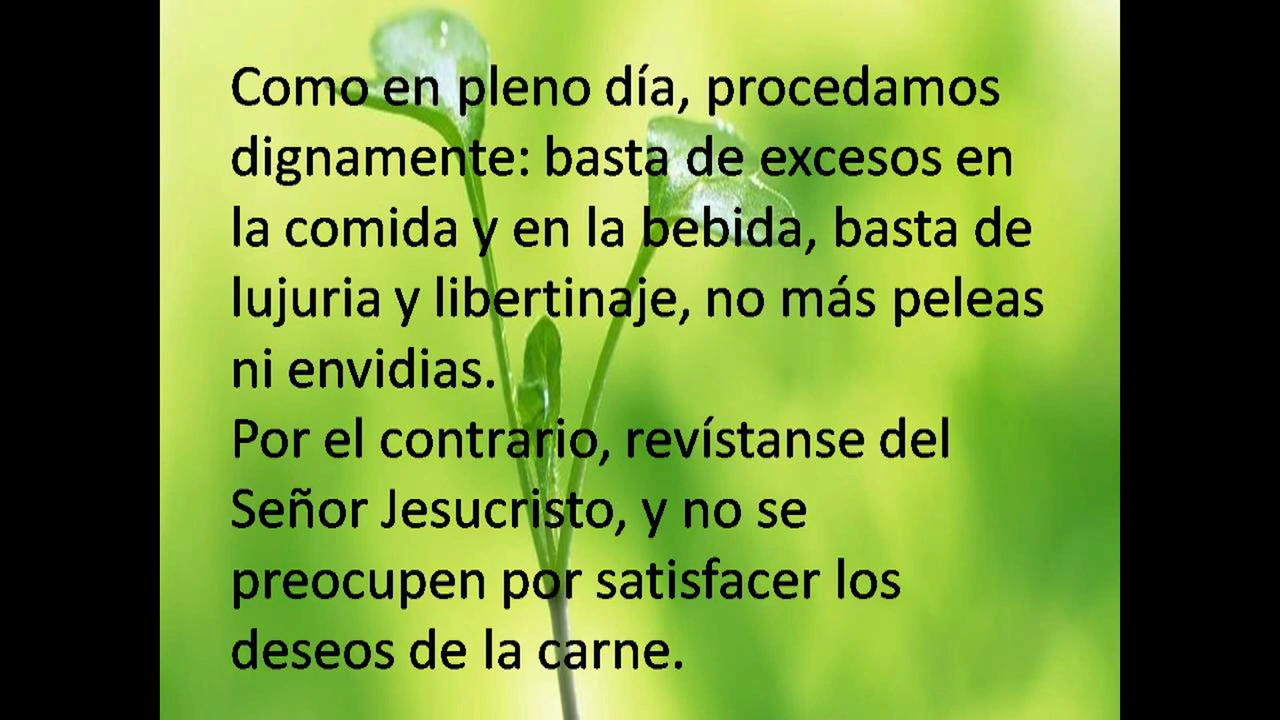 Como en pleno día, procedamos
dignamente: basta de excesos en
la comida y en la bebida, basta de
lujuria y libertinaje, no más peleas
ni envidias.
Por el contrario, revístanse del
Señor Jesucristo, y no se
preocupen por satisfacer los
deseos de la carne.